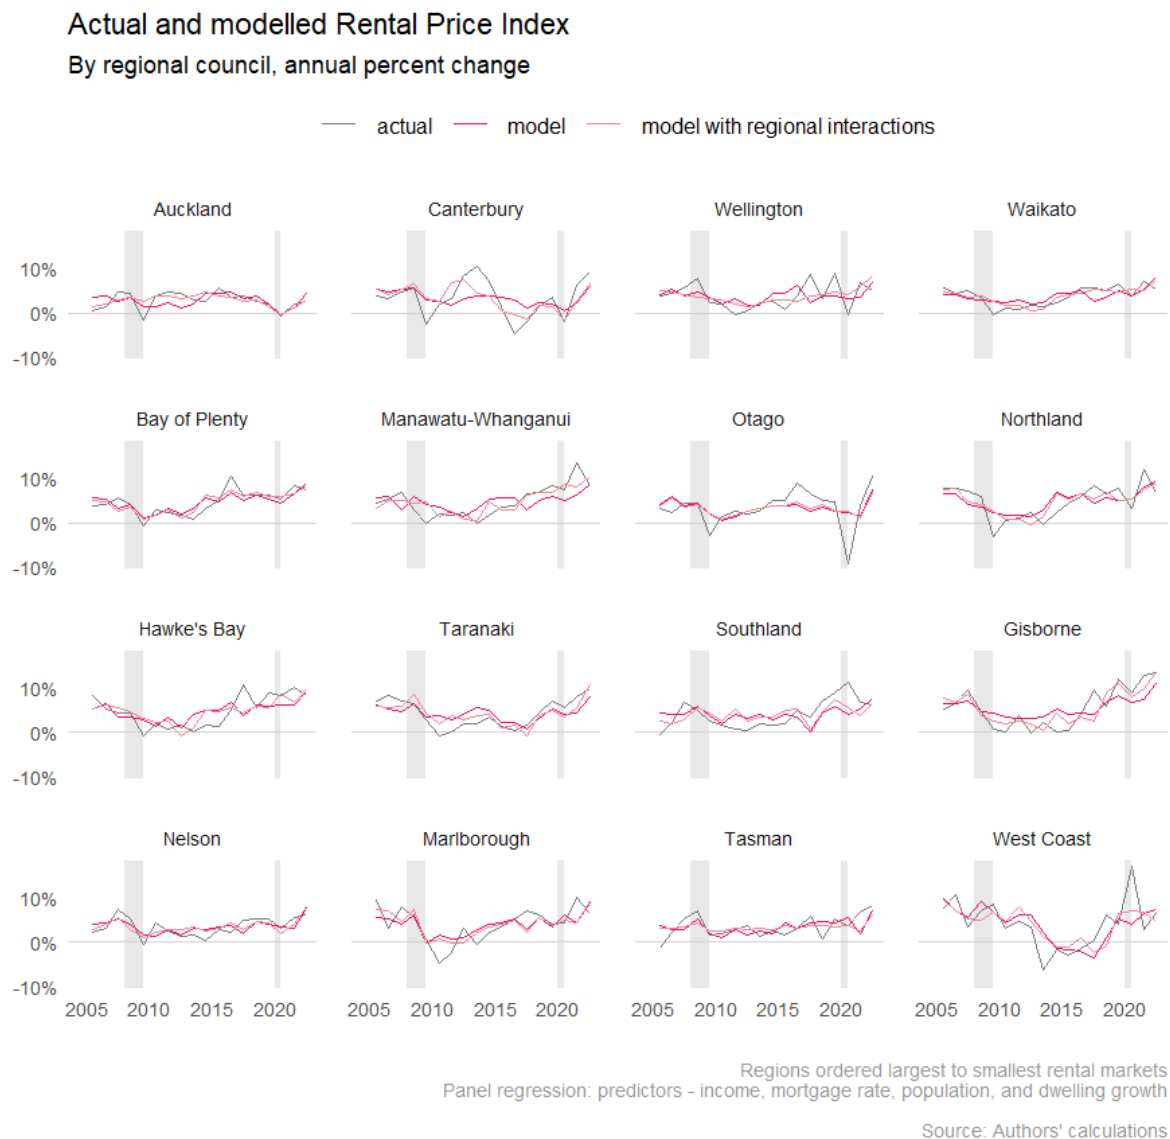 Actual and modelled Rental Price Index
By regional council, annual percent change
actual model model with regional interactions
Auckland Canterbury Wellington Waikato
10%
0%
-10%
Bay of Plenty Manawatu-Whanganui Otago Northland
10%
0%
-10%
Hawke's Bay Taranaki Southland Gisborne
10%
0%
-10%
Nelson Marlborough Tasman West Coast
10%
0%
-10%
2005 2010 2015 2020 2005 2010 2015 2020 2005 2010 2015 2020 2005 2010 2015 2020
Regions ordered largest to smallest rental markets
Panel regression: predictors - income, mortgage rate, population, and dwelling growth
Source: Authors' calculations